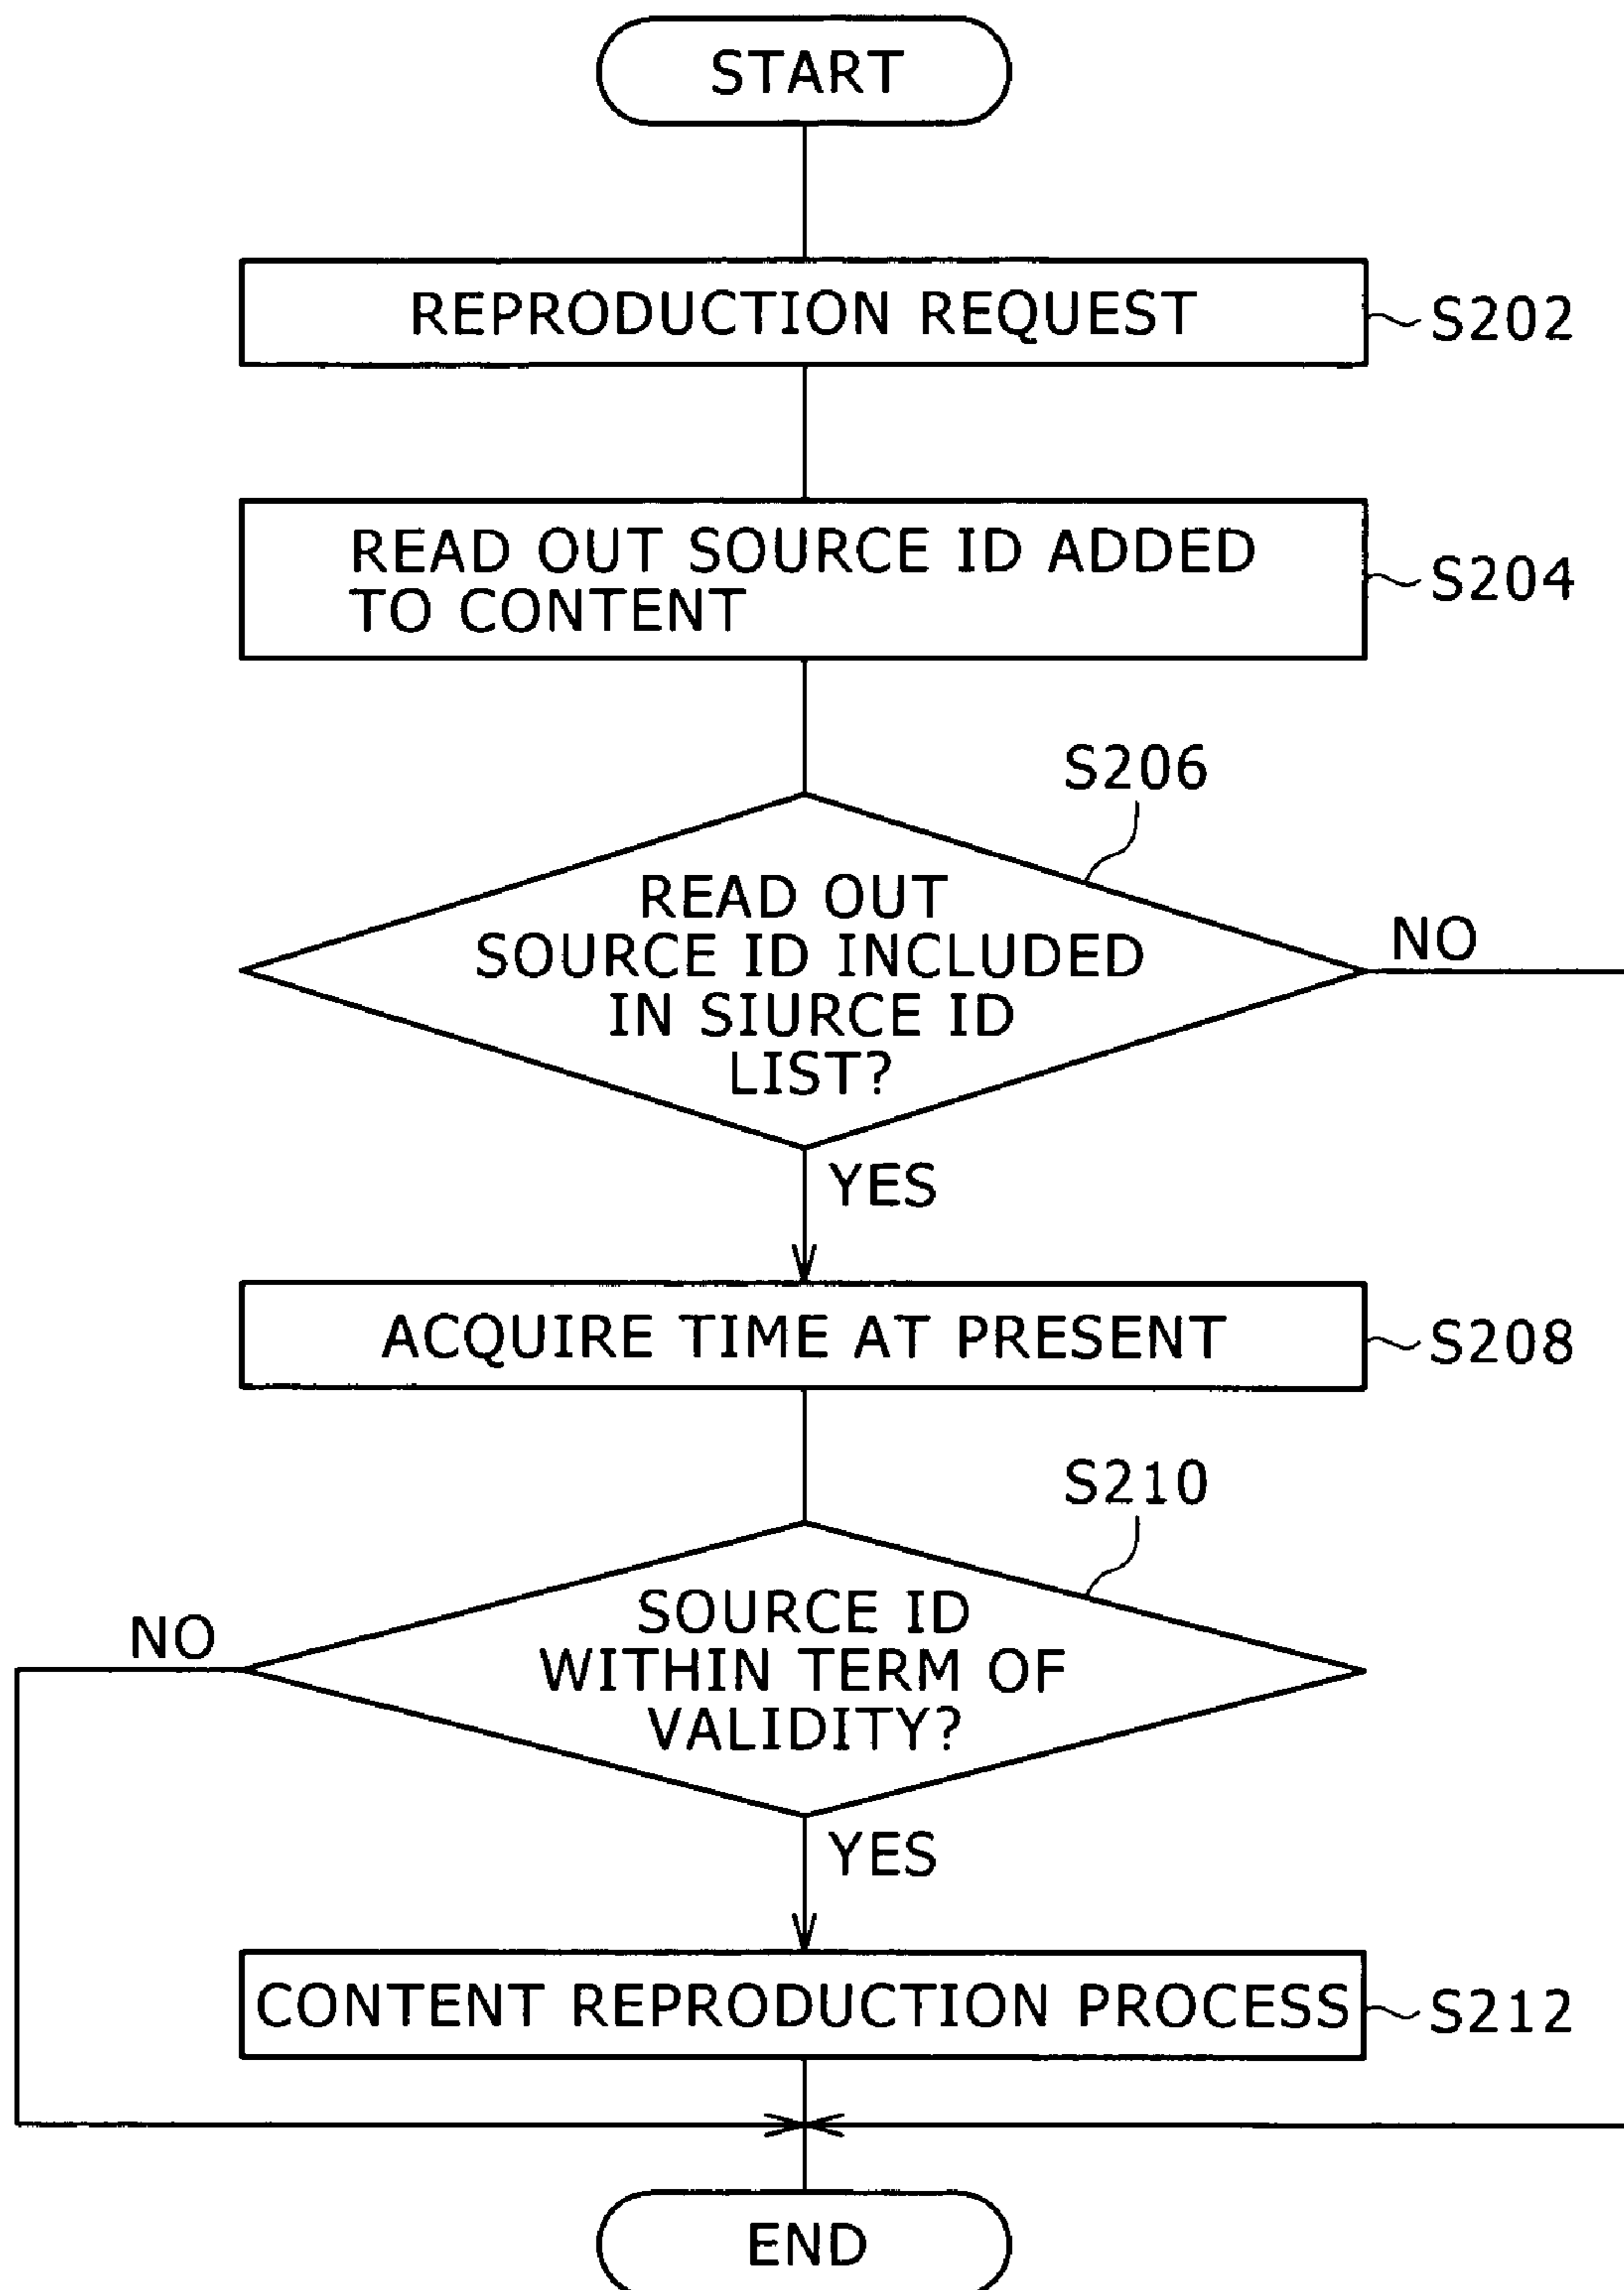 START
REPRODUCTION REQUEST
S202
READ OUT SOURCE ID ADDED
TO CONTENT
S204
S206
READ OUT
SOURCE ID INCLUDED
IN SIURCE ID
LIST?
NO
YES
ACQUIRE TIME AT PRESENT
S208
S210
SOURCE ID
WITHIN TERM OF
VALIDITY?
NO
YES
CONTENT REPRODUCTION PROCESS
S212
END